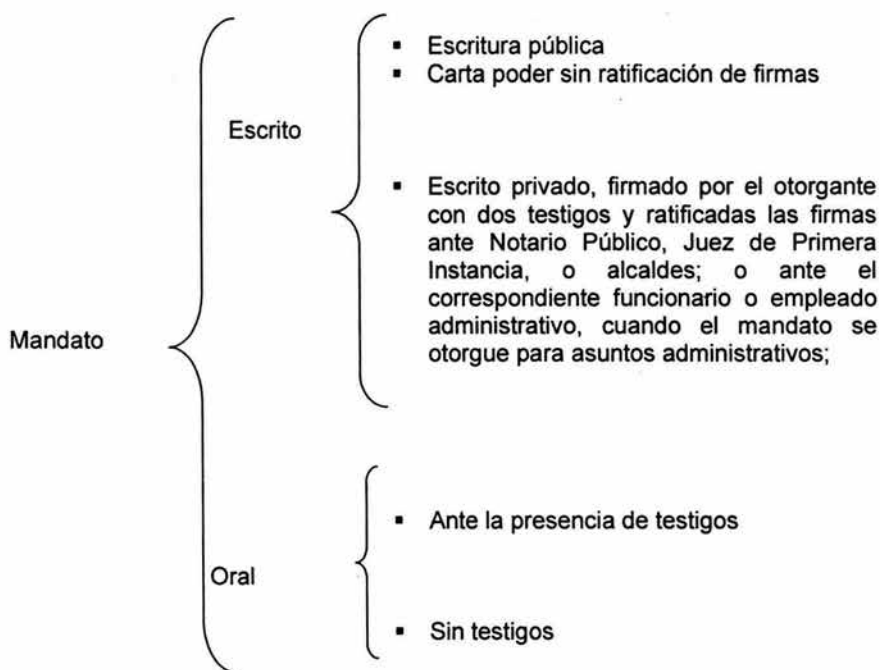 ▪ Escritura pública
▪ Carta poder sin ratificación de firmas
Escrito
▪ Escrito privado, firmado por el otorgante
con dos testigos y ratificadas las firmas
ante Notario Público, Juez de Primera
Instancia, o alcaldes; o ante el
correspondiente funcionario o empleado
administrativo, cuando el mandato se
otorgue para asuntos administrativos;
Mandato
▪ Ante la presencia de testigos
Oral
▪ Sin testigos